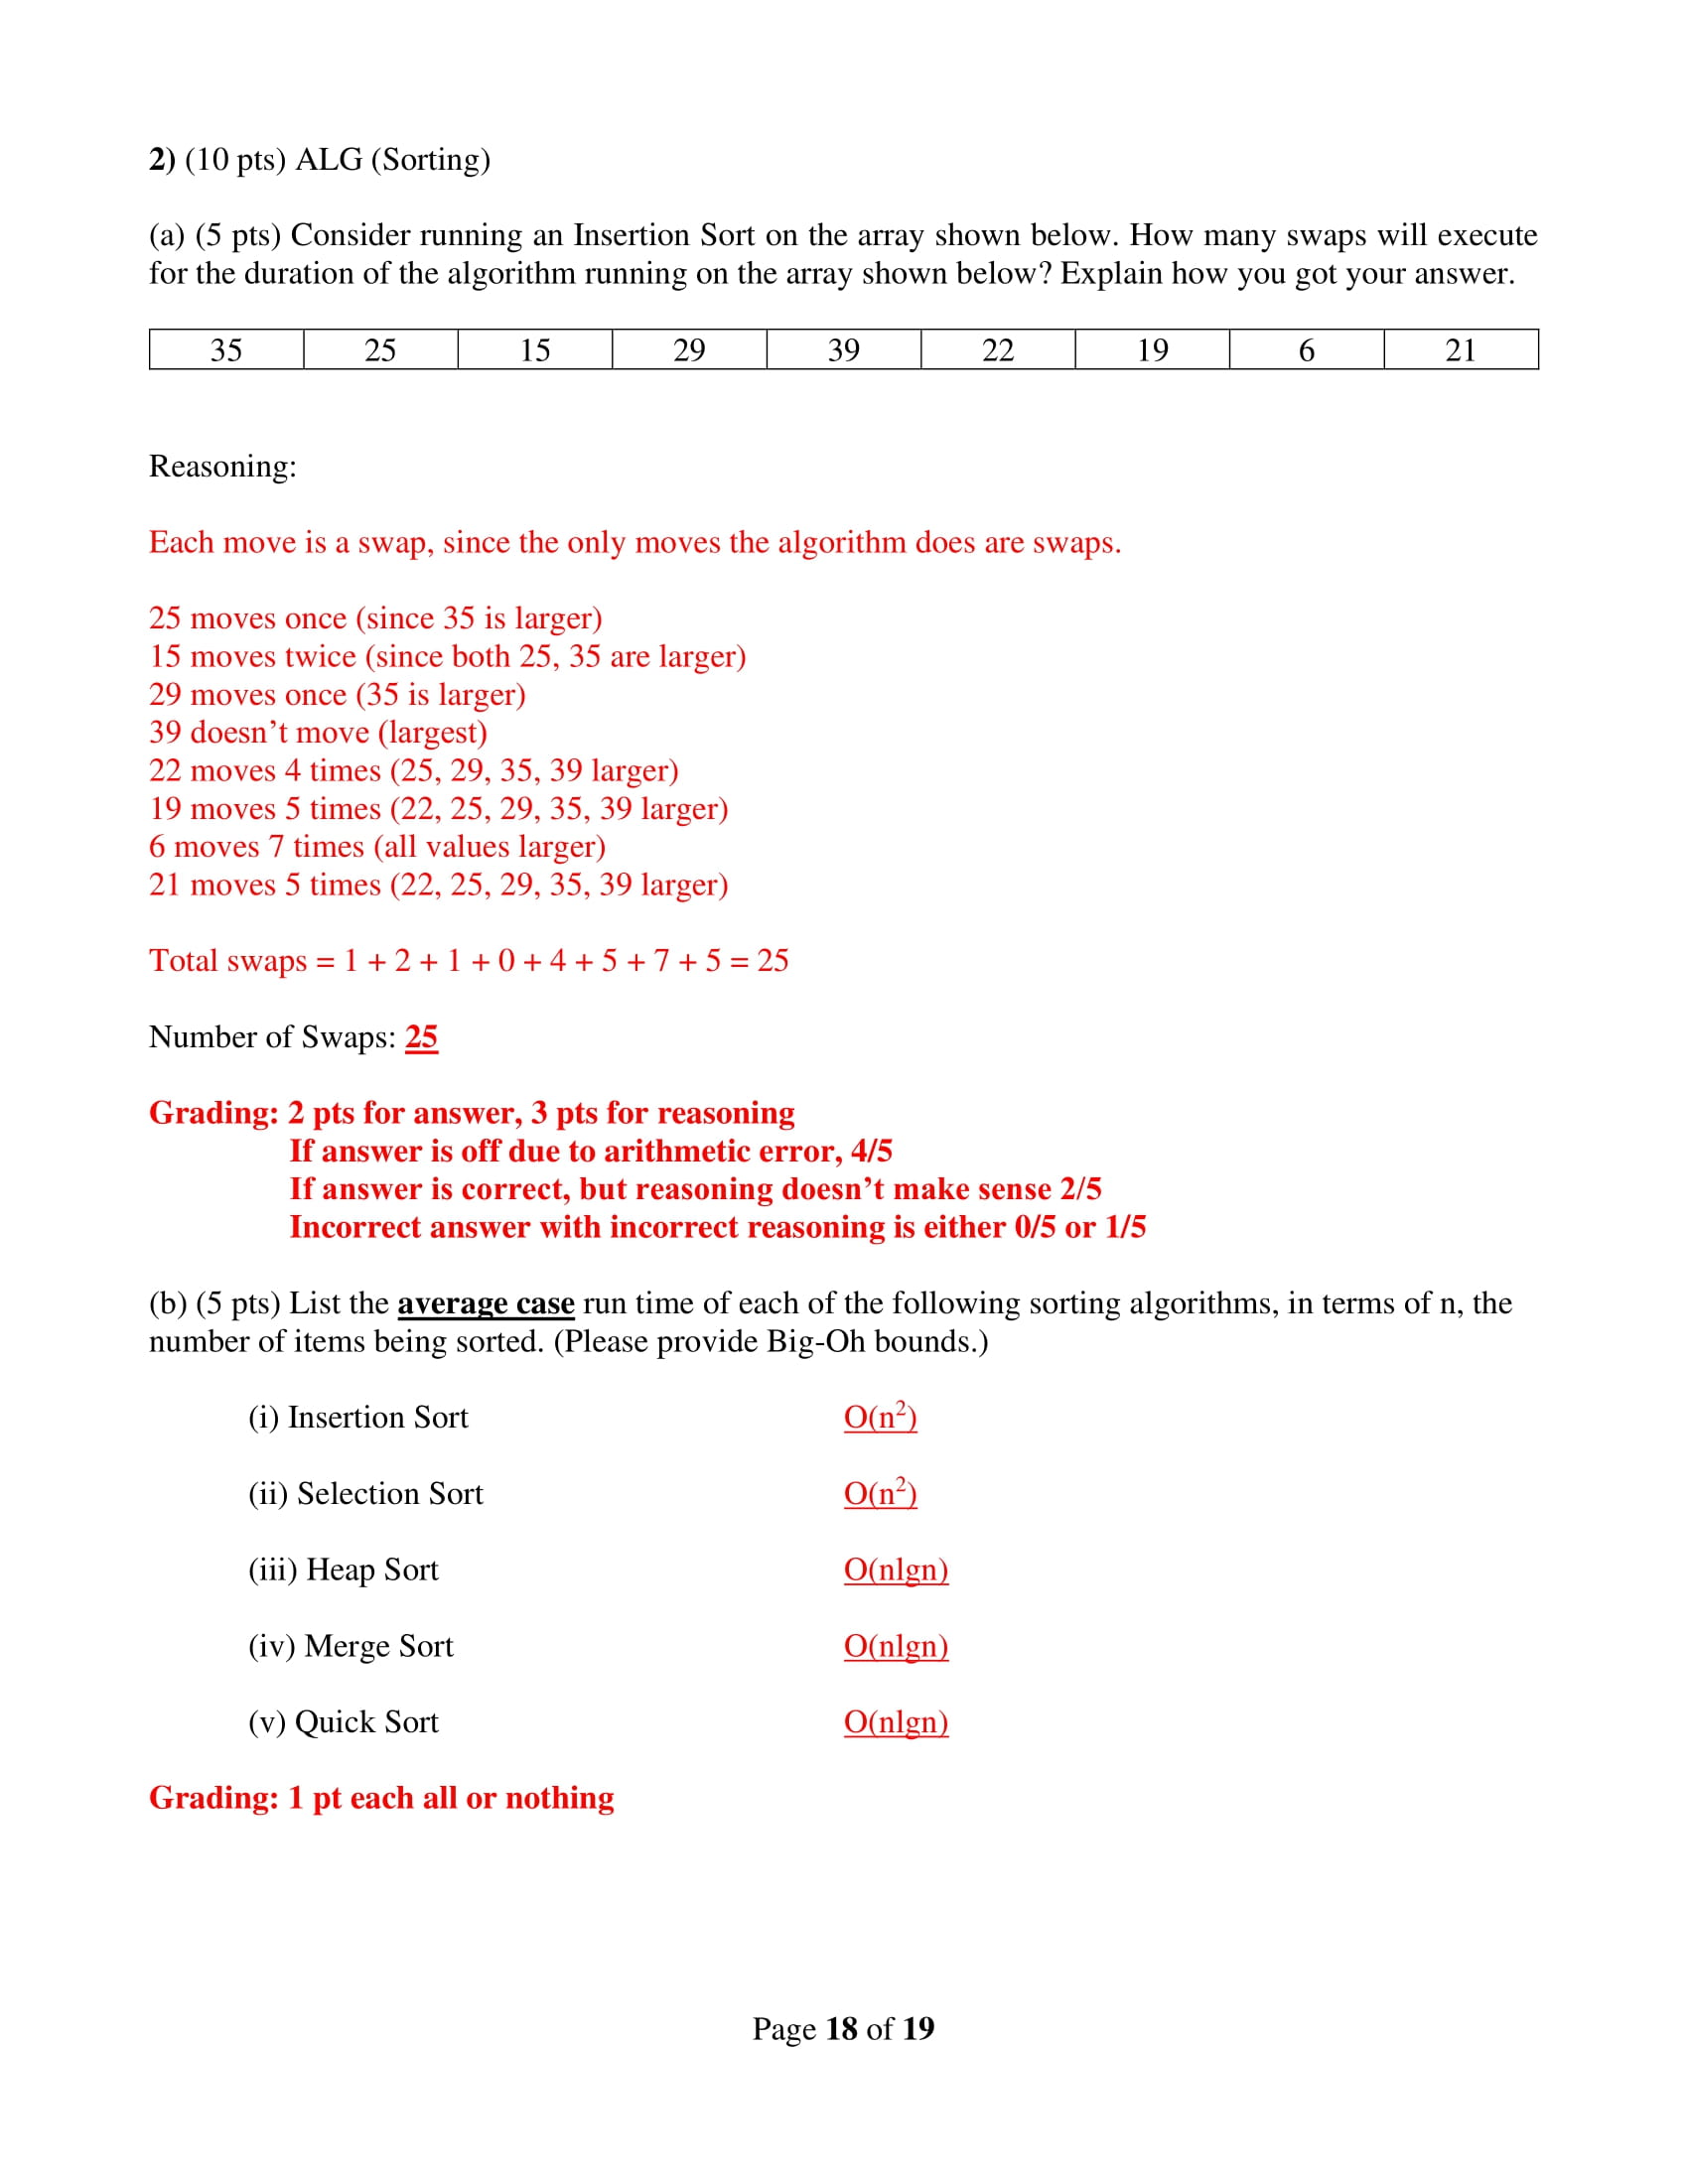 2) (10 pts) ALG (Sorting)
(a) (5 pts) Consider running an Insertion Sort on the array shown below. How many swaps will execute
for the duration of the algorithm running on the array shown below? Explain how you got your answer.
35 25 15 29 39 22 19 6 21
Reasoning:
Each move is a swap, since the only moves the algorithm does are swaps.
25 moves once (since 35 is larger)
15 moves twice (since both 25, 35 are larger)
29 moves once (35 is larger)
39 doesn’t move (largest)
22 moves 4 times (25, 29, 35, 39 larger)
19 moves 5 times (22, 25, 29, 35, 39 larger)
6 moves 7 times (all values larger)
21 moves 5 times (22, 25, 29, 35, 39 larger)
Total swaps = 1 + 2 + 1 + 0 + 4 + 5 + 7 + 5 = 25
Number of Swaps: 25
Grading: 2 pts for answer, 3 pts for reasoning
If answer is off due to arithmetic error, 4/5
If answer is correct, but reasoning doesn’t make sense 2/5
Incorrect answer with incorrect reasoning is either 0/5 or 1/5
(b) (5 pts) List the average case run time of each of the following sorting algorithms, in terms of n, the
number of items being sorted. (Please provide Big-Oh bounds.)
(i) Insertion Sort O(n²)
(ii) Selection Sort O(n²)
(iii) Heap Sort O(nlgn)
(iv) Merge Sort O(nlgn)
(v) Quick Sort O(nlgn)
Grading: 1 pt each all or nothing
Page 18 of 19